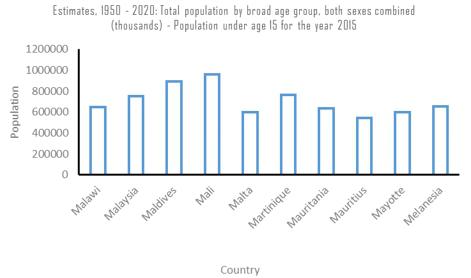 Estimates, 1950 - 2020: Total population by broad age group, both sexes combined
(thousands) - Population under age 15 for the year 2015
Population
1200000
1000000
800000
600000
400000
200000
0
Malawi
Malaysia
Maldives
Mali
Malta
Martinique
Mauritania
Mauritius
Mayotte
Melanesia
Country